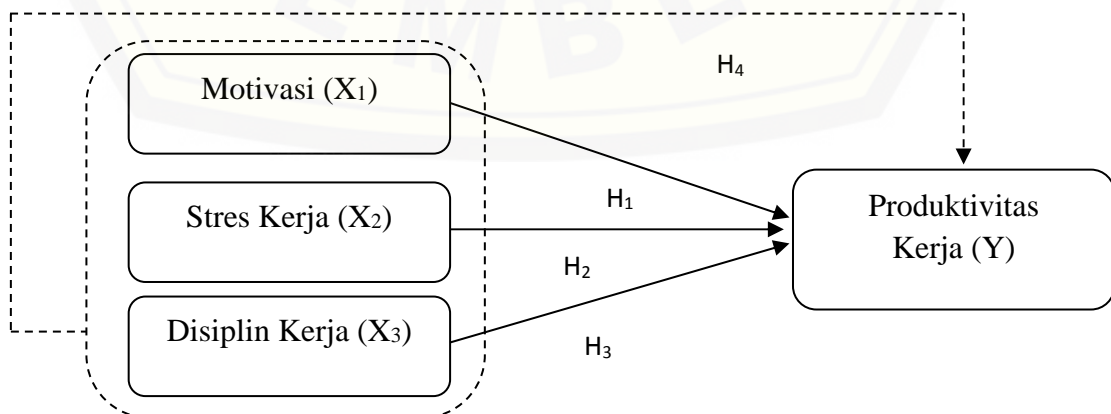 H₄
Motivasi (X₁)
Stres Kerja (X₂)
H₁
Produktivitas
Kerja (Y)
H₂
Disiplin Kerja (X₃)
H₃